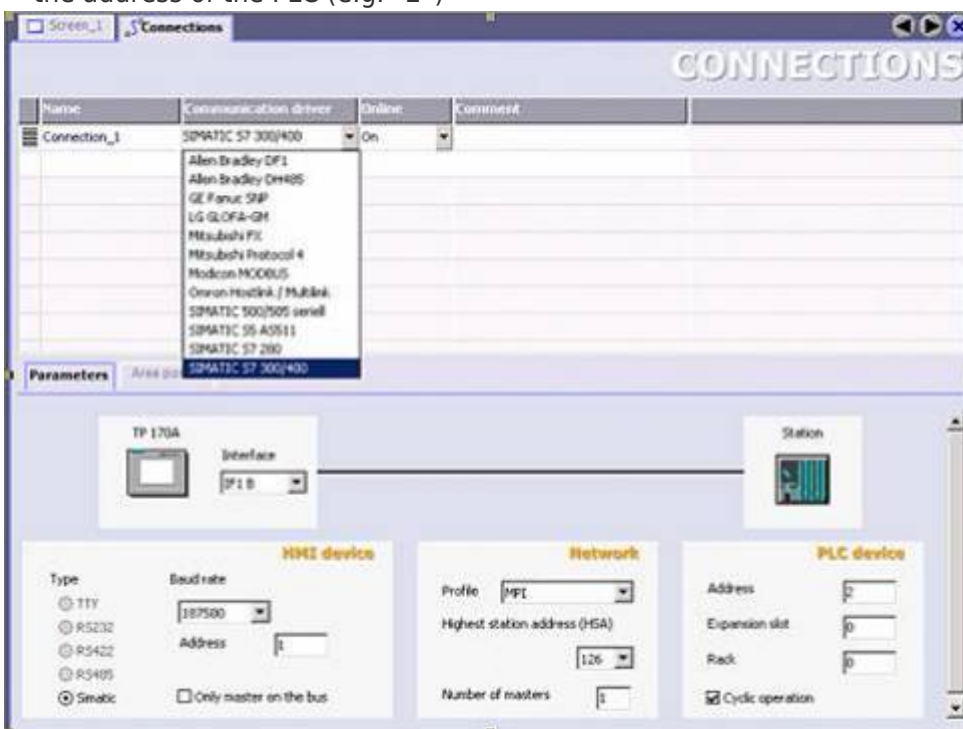 the address of the PLC (e.g. "2")
Screen_1 Connections
CONNECTIONS
Name Communication driver Online Comment
Connection_1 SIMATIC S7 300/400 On
Allen Bradley DF1
Allen Bradley DH485
GE Fanuc SNP
LG GLOFA-GM
Mitsubishi FX
Mitsubishi Protocol 4
Modicon MODBUS
Omron Hostlink / Multilink
SIMATIC 500/505 seriell
SIMATIC S5 AS511
SIMATIC S7 200
SIMATIC S7 300/400
Parameters Area
TP 170A
Interface
IF1 B
Station
HMI device
Type
TTY
RS232
RS422
RS485
Simatic
Baud rate
187500
Address 1
Only master on the bus
Network
Profile MPI
Highest station address (HSA)
126
Number of masters 1
PLC device
Address 2
Expansion slot 0
Rack 0
Cyclic operation